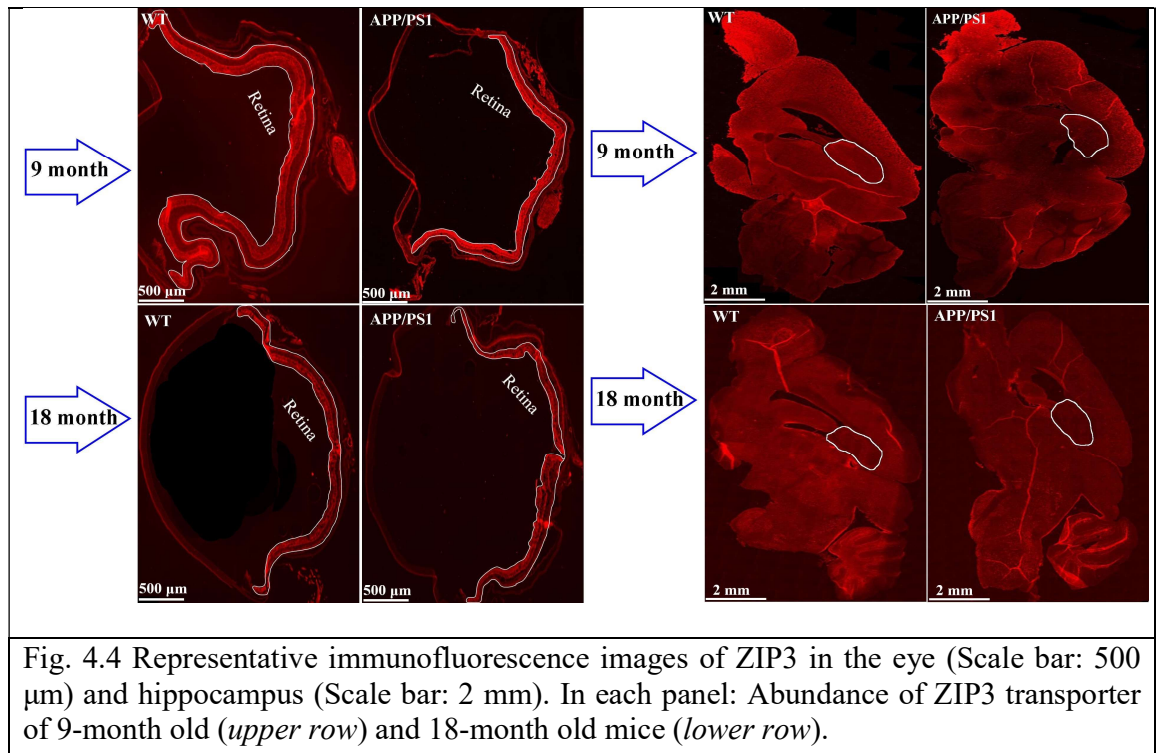 WT
APP/PS1
WT
APP/PS1
9 month
Retina
Retina
9 month
500 µm
500 µm
2 mm
2 mm
WT
APP/PS1
WT
APP/PS1
18 month
Retina
Retina
18 month
500 µm
500 µm
2 mm
2 mm
Fig. 4.4 Representative immunofluorescence images of ZIP3 in the eye (Scale bar: 500
µm) and hippocampus (Scale bar: 2 mm). In each panel: Abundance of ZIP3 transporter
of 9-month old (upper row) and 18-month old mice (lower row).